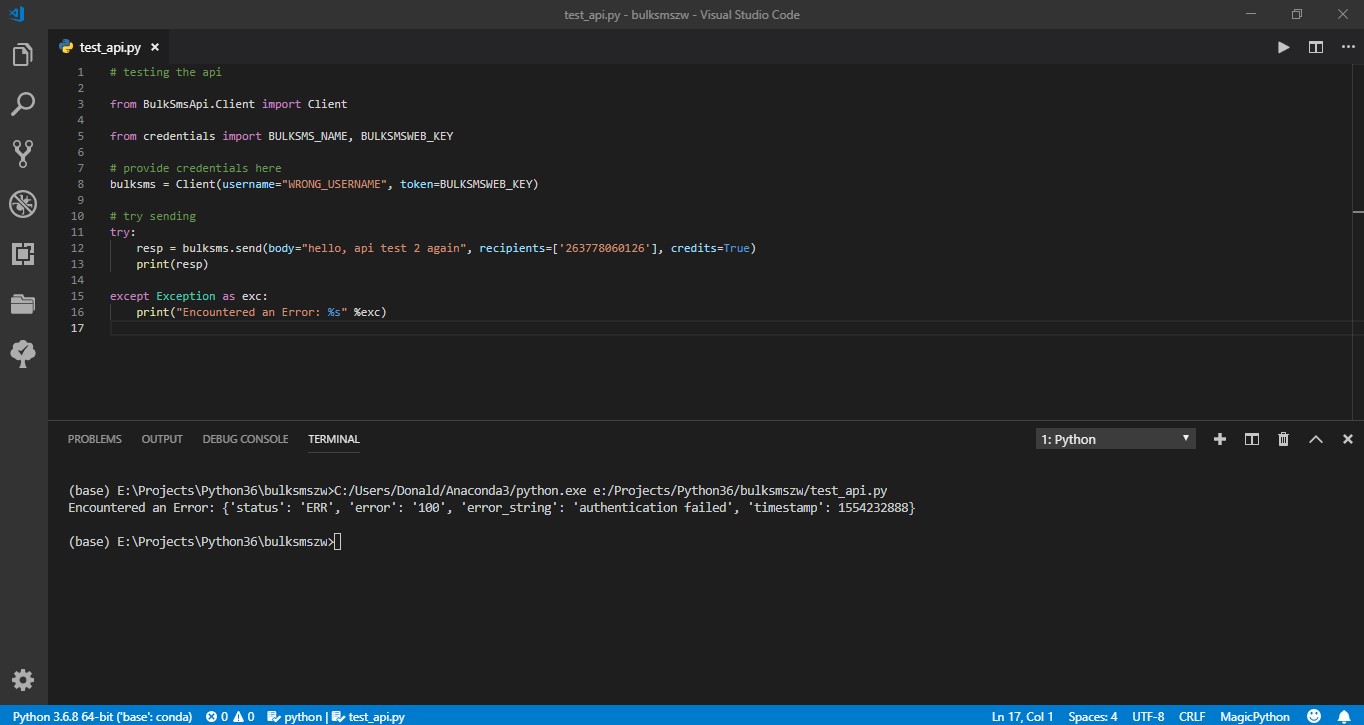 test_api.py - bulksmszw - Visual Studio Code
test_api.py
1 # testing the api
2
3 from BulkSmsApi.Client import Client
4
5 from credentials import BULKSMS_NAME, BULKSMSWEB_KEY
6
7 # provide credentials here
8 bulksms = Client(username="WRONG_USERNAME", token=BULKSMSWEB_KEY)
9
10 # try sending
11 try:
12 resp = bulksms.send(body="hello, api test 2 again", recipients=['263778060126'], credits=True)
13 print(resp)
14
15 except Exception as exc:
16 print("Encountered an Error: %s" %exc)
17
PROBLEMS OUTPUT DEBUG CONSOLE TERMINAL 1: Python
(base) E:\Projects\Python36\bulksmszw>C:/Users/Donald/Anaconda3/python.exe e:/Projects/Python36/bulksmszw/test_api.py
Encountered an Error: {'status': 'ERR', 'error': '100', 'error_string': 'authentication failed', 'timestamp': 1554232888}
(base) E:\Projects\Python36\bulksmszw>
Python 3.6.8 64-bit ('base': conda) 0 0 python | test_api.py Ln 17, Col 1 Spaces: 4 UTF-8 CRLF MagicPython